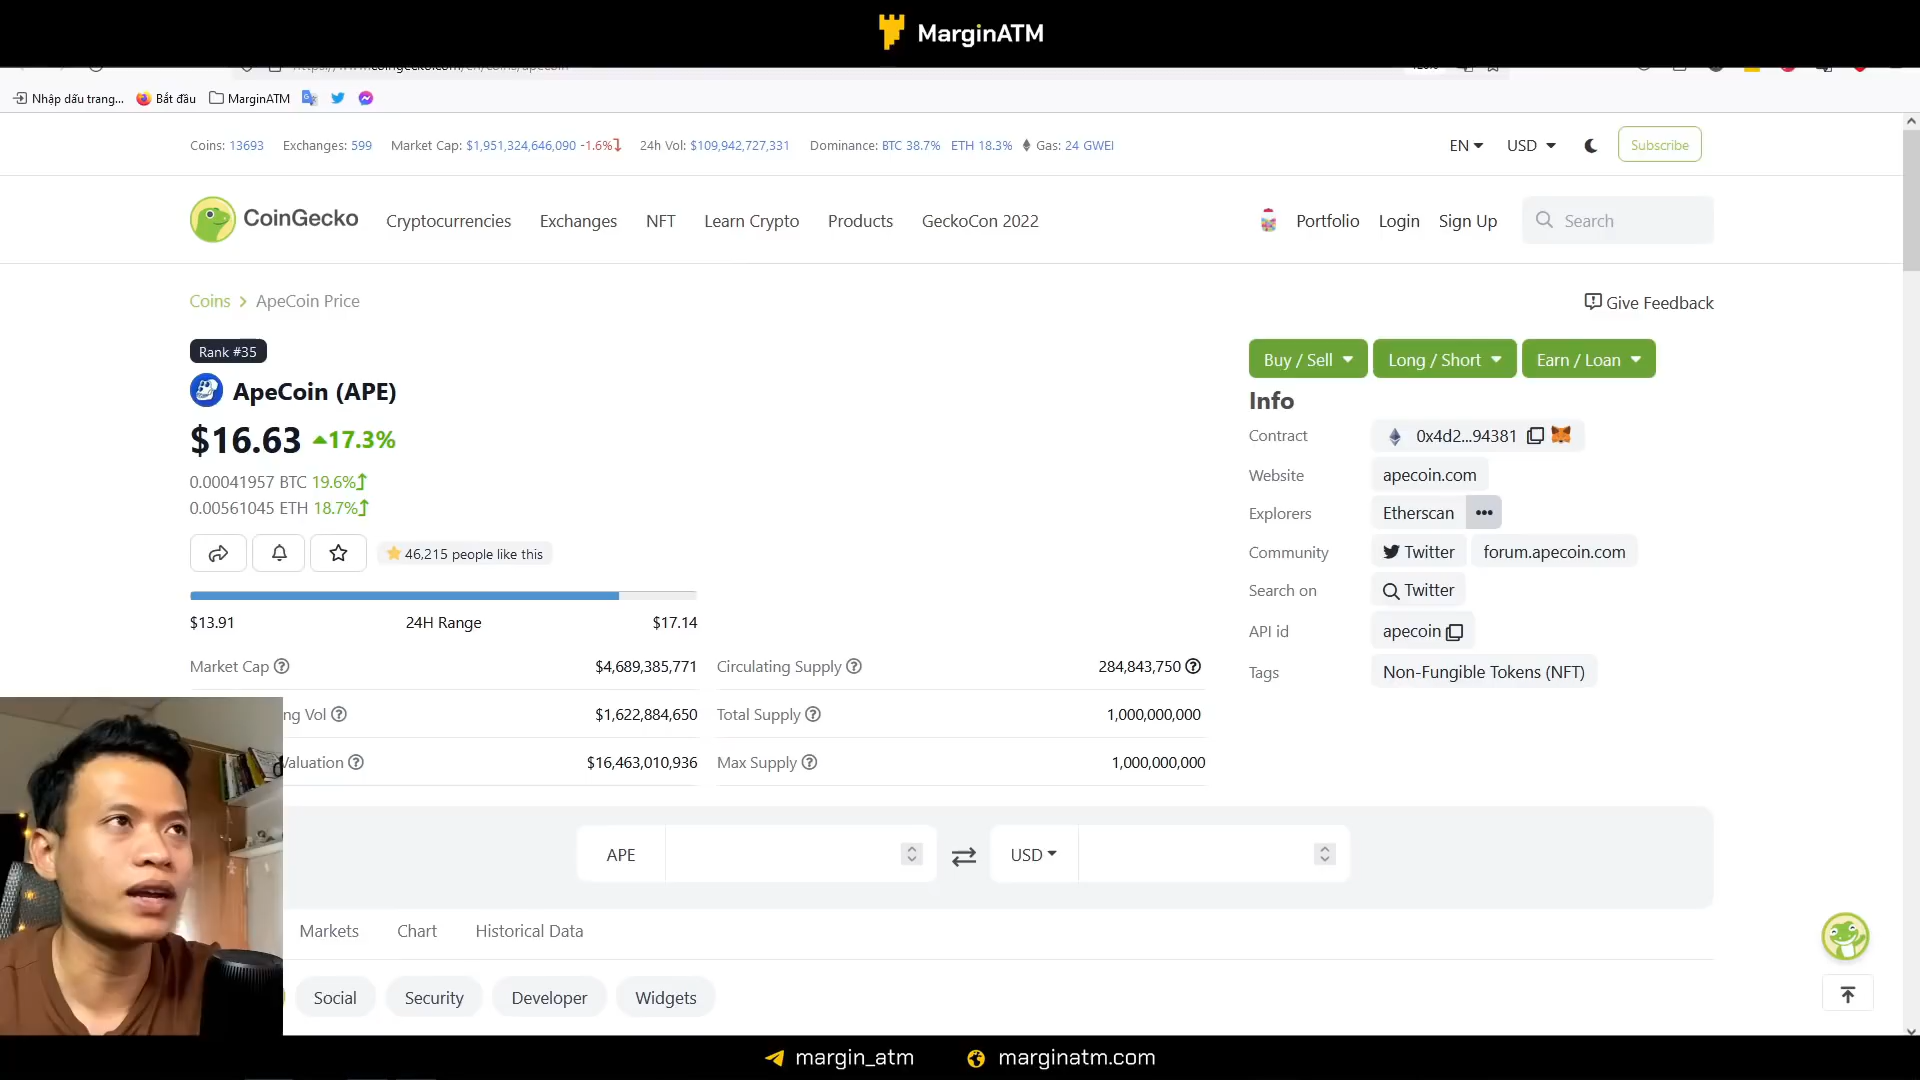 MarginATM
Nhập dấu trang... Bắt đầu MarginATM
Coins: 13693 Exchanges: 599 Market Cap: $1,951,324,646,090 -1.6% 24h Vol: $109,942,727,331 Dominance: BTC 38.7% ETH 18.3% Gas: 24 GWEI EN USD Subscribe
CoinGecko Cryptocurrencies Exchanges NFT Learn Crypto Products GeckoCon 2022 Portfolio Login Sign Up Search
Coins > ApeCoin Price Give Feedback
Rank #35
Buy / Sell Long / Short Earn / Loan
ApeCoin (APE)
Info
$16.63 17.3%
Contract 0x4d2...94381
0.00041957 BTC 19.6%
Website apecoin.com
0.00561045 ETH 18.7%
Explorers Etherscan •••
46,215 people like this
Community Twitter forum.apecoin.com
Search on Twitter
$13.91 24H Range $17.14
API id apecoin
Market Cap $4,689,385,771 Circulating Supply 284,843,750
Tags Non-Fungible Tokens (NFT)
ng Vol $1,622,884,650 Total Supply 1,000,000,000
Valuation $16,463,010,936 Max Supply 1,000,000,000
APE USD
Markets Chart Historical Data
Social Security Developer Widgets
margin_atm marginatm.com